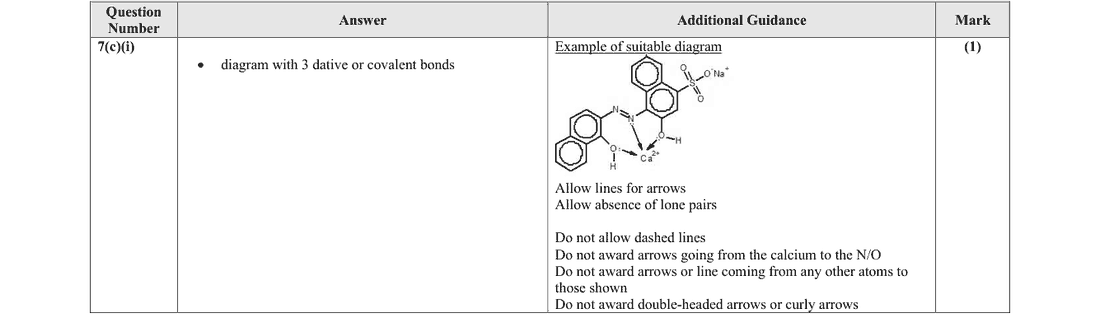 Question
Number
Answer
Additional Guidance
Mark
7(c)(i)
• diagram with 3 dative or covalent bonds
Example of suitable diagram
(1)
O
S
O⁻Na⁺
O
N
N
O
H
O:
Ca²⁺
H
Allow lines for arrows
Allow absence of lone pairs
Do not allow dashed lines
Do not award arrows going from the calcium to the N/O
Do not award arrows or line coming from any other atoms to
those shown
Do not award double-headed arrows or curly arrows